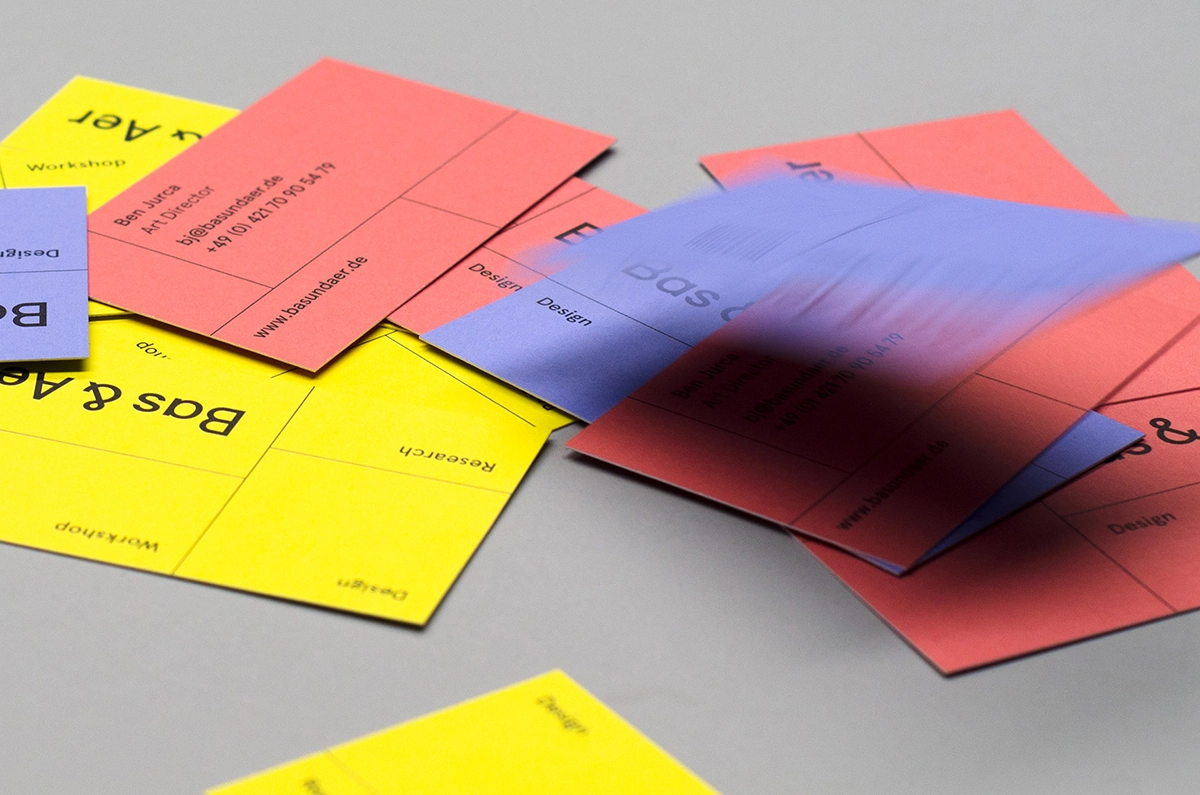 & Aer
Workshop
Design
Ben Jurca
Art Director
bj@basundaer.de
+49 (0) 421 70 90 54 79
www.basundaer.de
Design
Design
Bas &
Ben Jurca
Art Director
bj@basundaer.de
+49 (0) 421 70 90 54 79
www.basundaer.de
&
Design
Bas & Ae
Research
Workshop
Design
Design